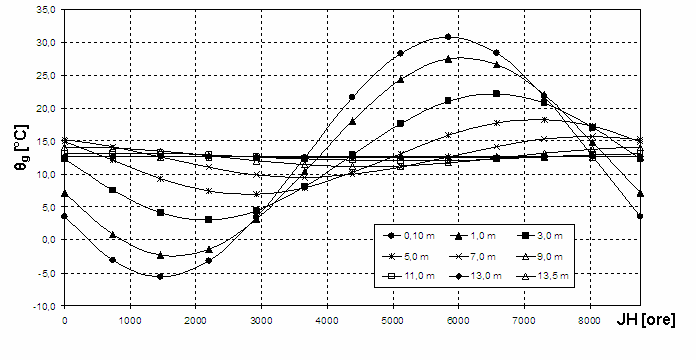 35,0
30,0
25,0
20,0
15,0
10,0
5,0
0,0
-5,0
-10,0
θg [°C]
0 1000 2000 3000 4000 5000 6000 7000 8000
JH [ore]
0,10 m 1,0 m 3,0 m
5,0 m 7,0 m 9,0 m
11,0 m 13,0 m 13,5 m